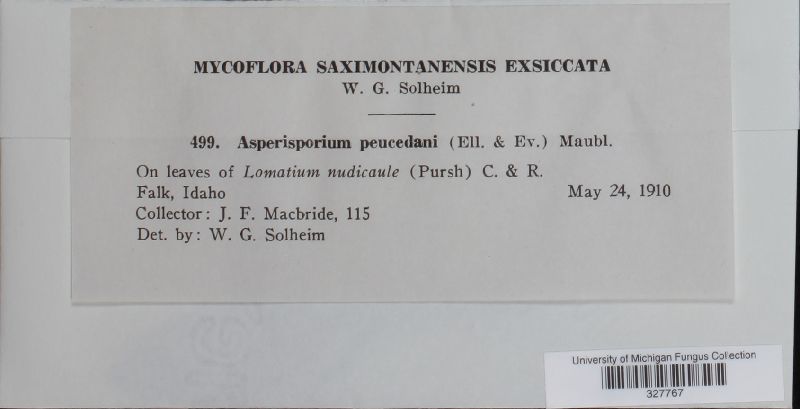 MYCOFLORA SAXIMONTANENSIS EXSICCATA
W. G. Solheim
499. Asperisporium peucedani (Ell. & Ev.) Maubl.
On leaves of Lomatium nudicaule (Pursh) C. & R.
Falk, Idaho May 24, 1910
Collector: J. F. Macbride, 115
Det. by: W. G. Solheim
University of Michigan Fungus Collection
327767